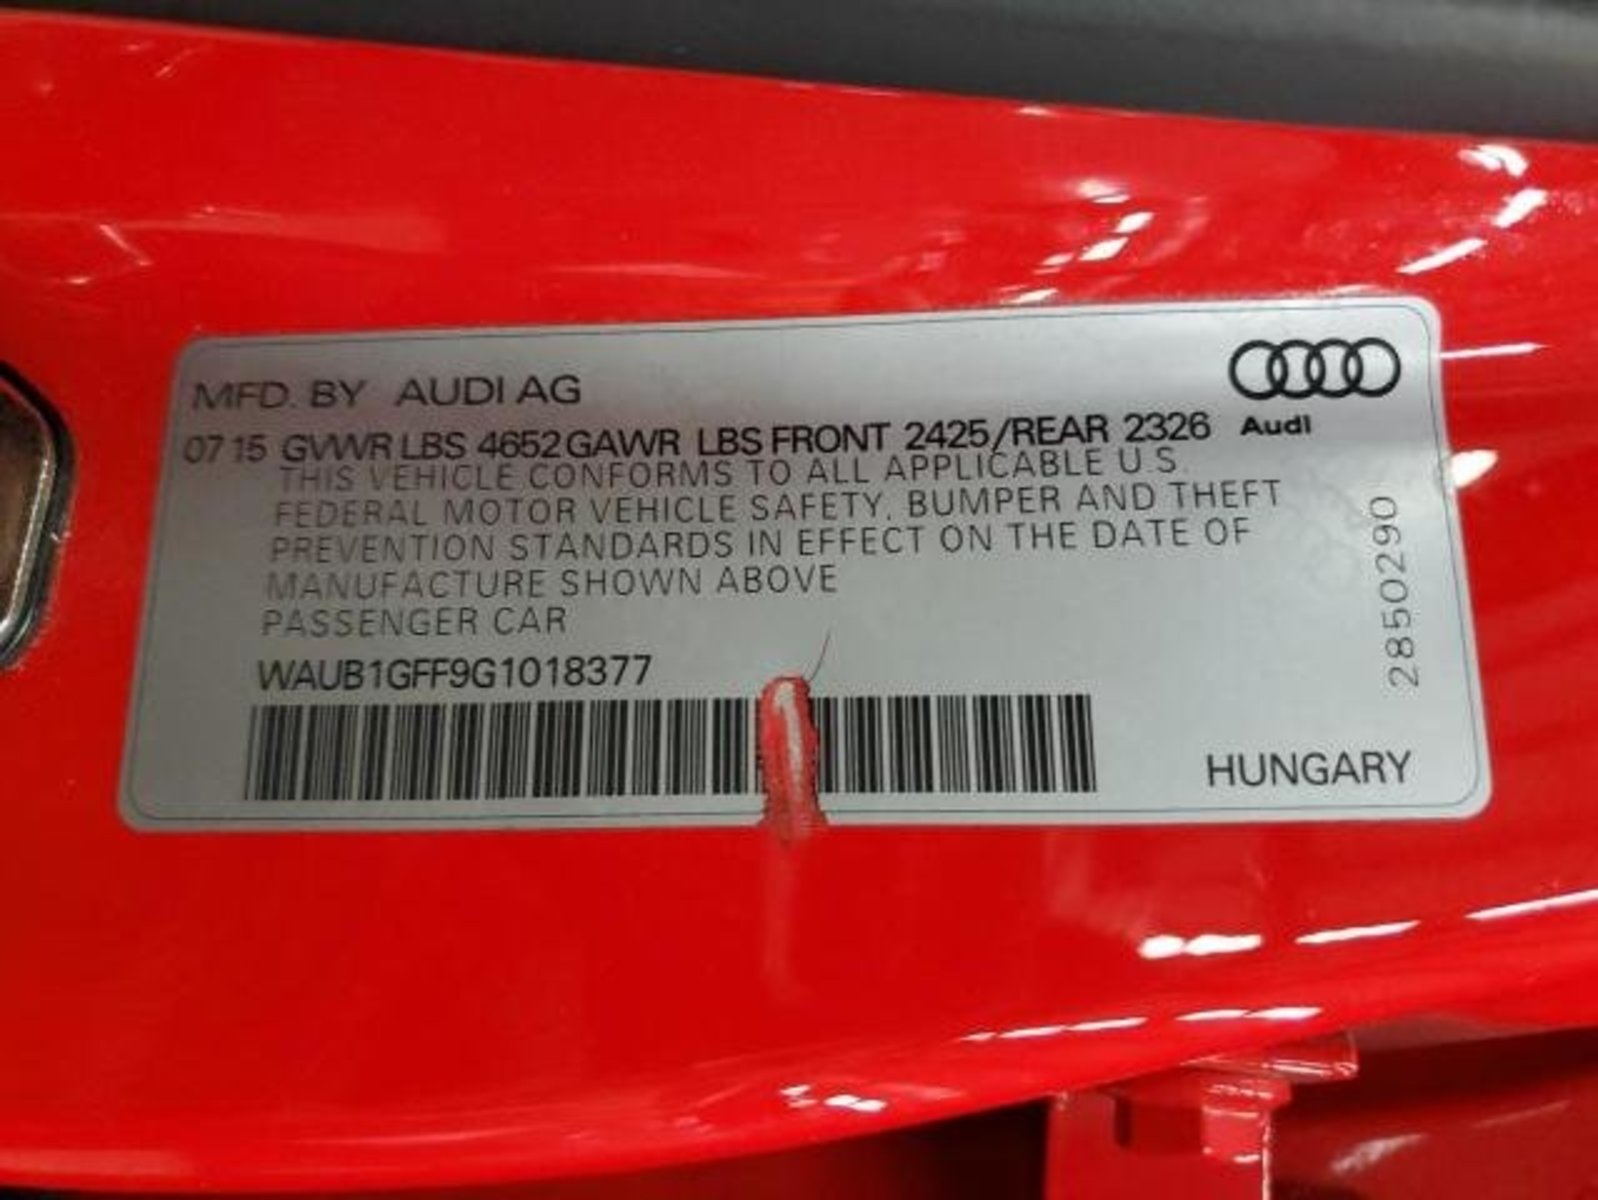 MFD. BY AUDI AG
07 15 GVWR LBS 4652 GAWR LBS FRONT 2425/REAR 2326
Audi
THIS VEHICLE CONFORMS TO ALL APPLICABLE U.S.
FEDERAL MOTOR VEHICLE SAFETY, BUMPER AND THEFT
PREVENTION STANDARDS IN EFFECT ON THE DATE OF
MANUFACTURE SHOWN ABOVE
PASSENGER CAR
WAUB1GFF9G1018377
HUNGARY
28502290